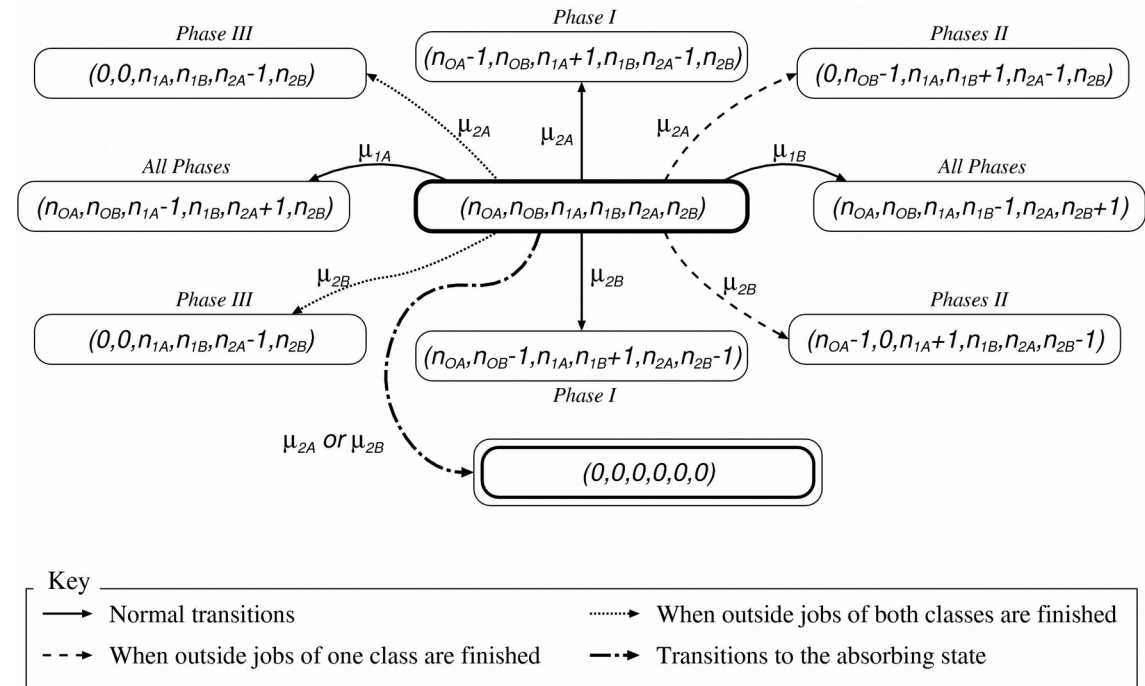 Phase III
(0,0,n1A,n1B,n2A−1,n2B)
Phase I
(nOA−1,nOB,n1A+1,n1B,n2A−1,n2B)
Phases II
(0,nOB−1,n1A,n1B+1,n2A−1,n2B)
μ2A
μ2A
μ2A
All Phases
μ1A
μ1B
All Phases
(nOA,nOB,n1A−1,n1B,n2A+1,n2B)
(nOA,nOB,n1A,n1B,n2A,n2B)
(nOA,nOB,n1A,n1B−1,n2A,n2B+1)
μ2B
μ2B
μ2B
Phase III
(0,0,n1A,n1B,n2A−1,n2B)
Phases II
(nOA−1,0,n1A+1,n1B,n2A,n2B−1)
(nOA,nOB−1,n1A,n1B+1,n2A,n2B−1)
Phase I
μ2A or μ2B
(0,0,0,0,0,0)
Key
Normal transitions
When outside jobs of both classes are finished
When outside jobs of one class are finished
Transitions to the absorbing state